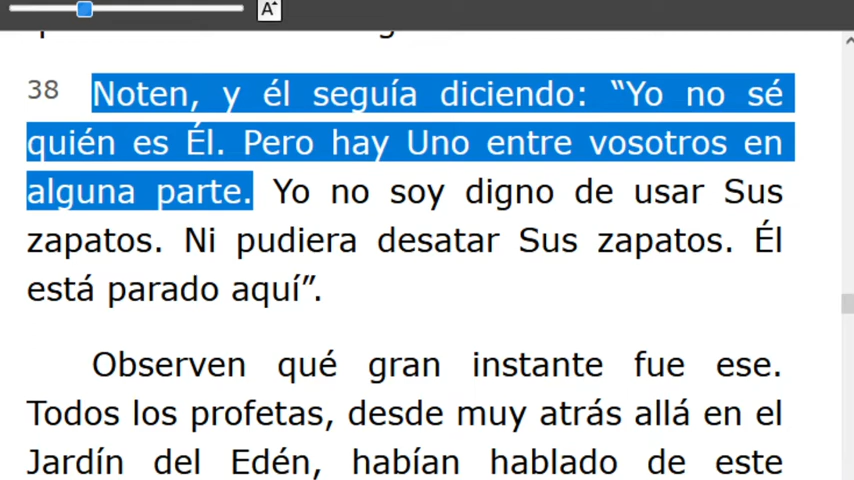 A
38 Noten, y él seguía diciendo: “Yo no sé
quién es Él. Pero hay Uno entre vosotros en
alguna parte. Yo no soy digno de usar Sus
zapatos. Ni pudiera desatar Sus zapatos. Él
está parado aquí”.
Observen qué gran instante fue ese.
Todos los profetas, desde muy atrás allá en el
Jardín del Edén, habían hablado de este